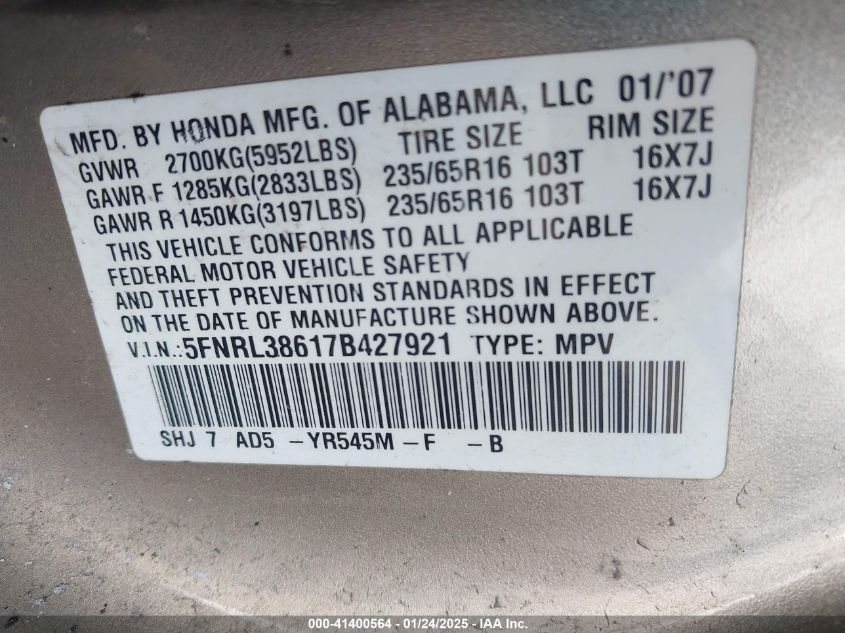 MFD. BY HONDA MFG. OF ALABAMA, LLC 01/'07
GVWR 2700KG(5952LBS) TIRE SIZE RIM SIZE
GAWR F 1285KG(2833LBS) 235/65R16 103T 16X7J
GAWR R 1450KG(3197LBS) 235/65R16 103T 16X7J
THIS VEHICLE CONFORMS TO ALL APPLICABLE
FEDERAL MOTOR VEHICLE SAFETY
AND THEFT PREVENTION STANDARDS IN EFFECT
ON THE DATE OF MANUFACTURE SHOWN ABOVE.
V.I.N.:5FNRL38617B427921 TYPE: MPV
SHJ 7 AD5 -YR545M -F -B
000-41400564 - 01/24/2025 - IAA Inc.